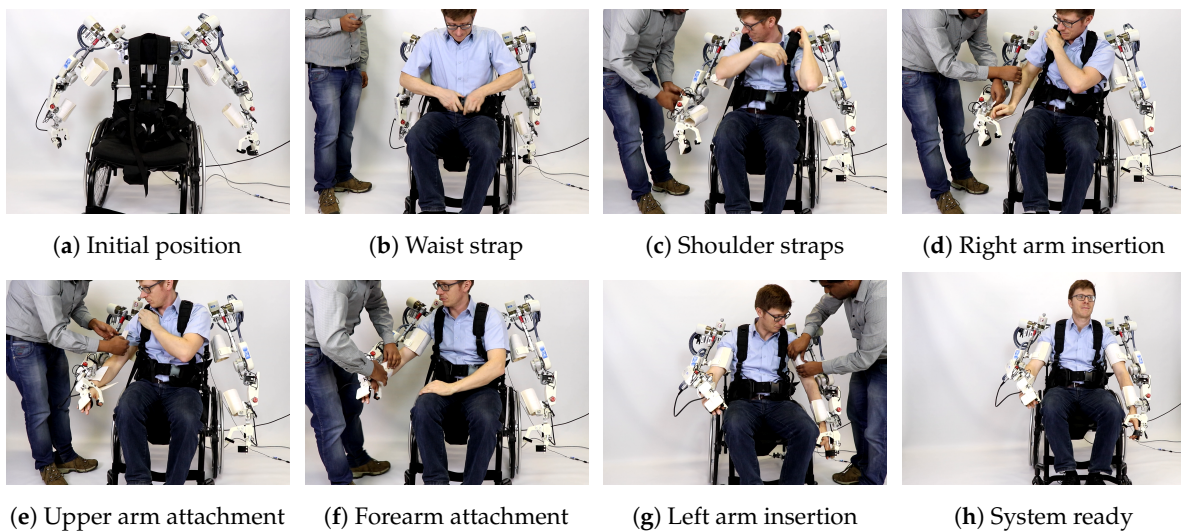 (a) Initial position
(b) Waist strap
(c) Shoulder straps
(d) Right arm insertion
(e) Upper arm attachment
(f) Forearm attachment
(g) Left arm insertion
(h) System ready